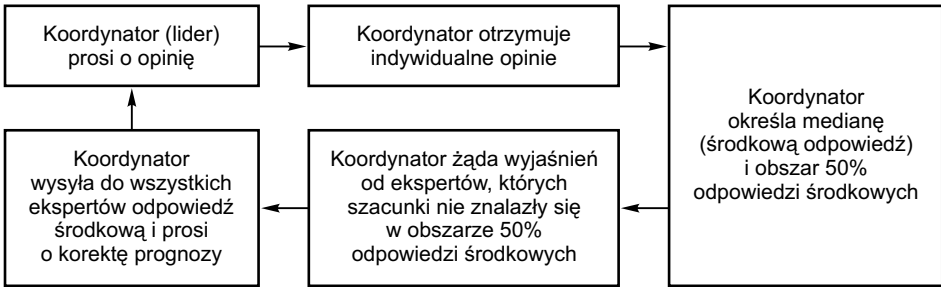 Koordynator (lider)
prosi o opinię
Koordynator otrzymuje
indywidualne opinie
Koordynator
określa medianę
(środkową odpowiedź)
i obszar 50%
odpowiedzi środkowych
Koordynator żąda wyjaśnień
od ekspertów, których
szacunki nie znalazły się
w obszarze 50%
odpowiedzi środkowych
Koordynator
wysyła do wszystkich
ekspertów odpowiedź
środkową i prosi
o korektę prognozy